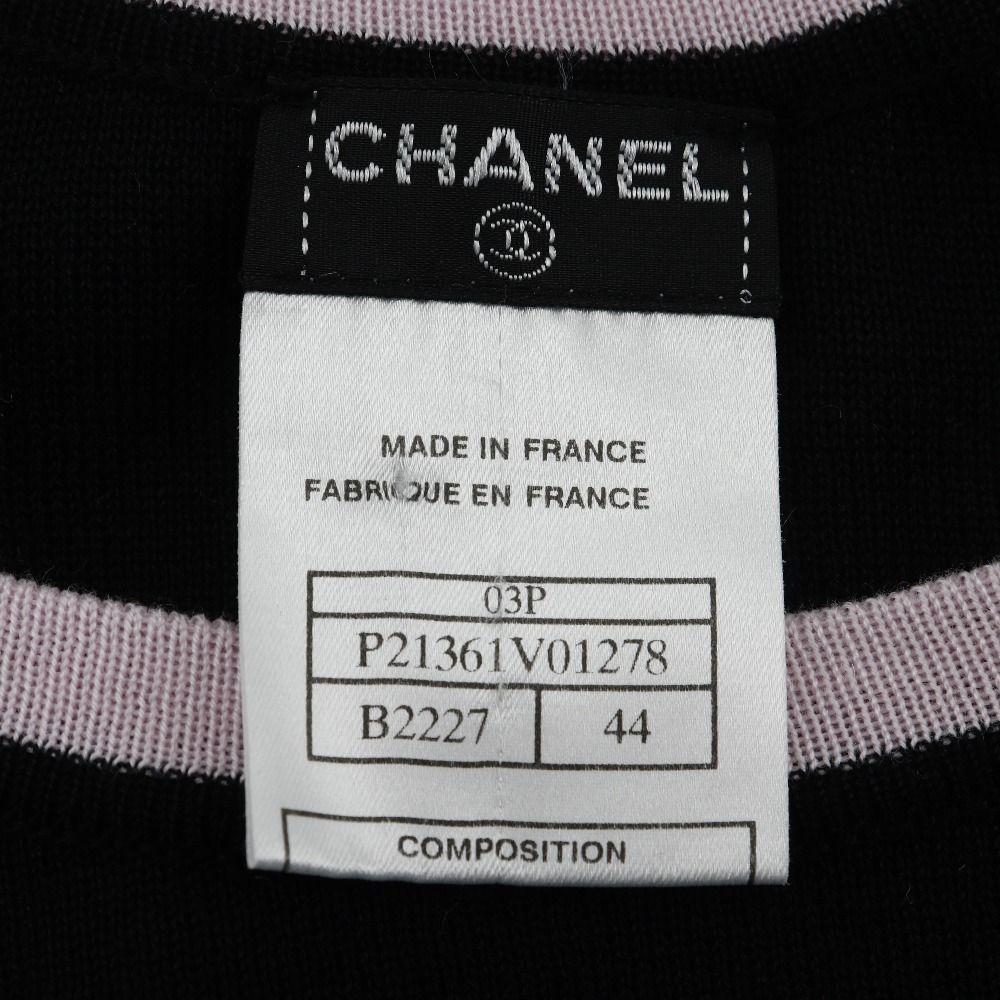 CHANEL
MADE IN FRANCE
FABRIQUE EN FRANCE
03P
P21361V01278
B2227 44
COMPOSITION